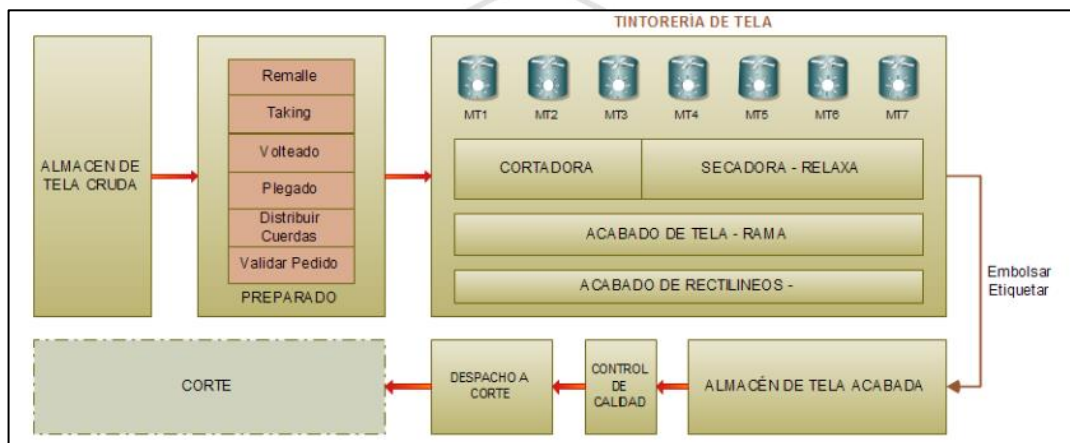 TINTORERÌA DE TELA
ALMACEN DE
TELA CRUDA
Remalle
Taking
Volteado
Plegado
Distribuir
Cuerdas
Validar Pedido
PREPARADO
MT1 MT2 MT3 MT4 MT5 MT6 MT7
CORTADORA
SECADORA - RELAXA
ACABADO DE TELA - RAMA
ACABADO DE RECTILINEOS -
Embolsar
Etiquetar
CORTE
DESPACHO A
CORTE
CONTROL
DE
CALIDAD
ALMACÉN DE TELA ACABADA